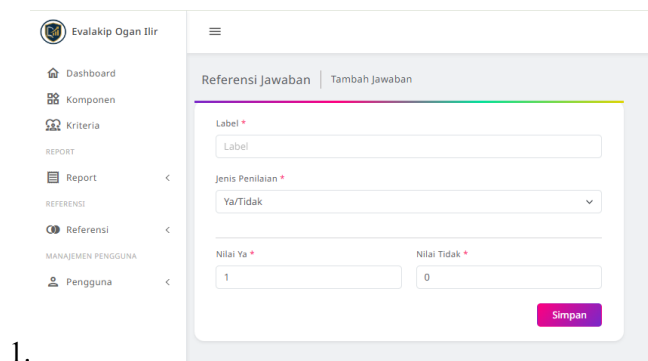 Evalakip Ogan Ilir
Dashboard
Komponen
Kriteria
REPORT
Report
REFERENSI
Referensi
MANAJEMEN PENGGUNA
Pengguna
Referensi Jawaban
Tambah Jawaban
Label *
Label
Jenis Penilaian *
Ya/Tidak
Nilai Ya *
Nilai Tidak *
1
0
Simpan
1.